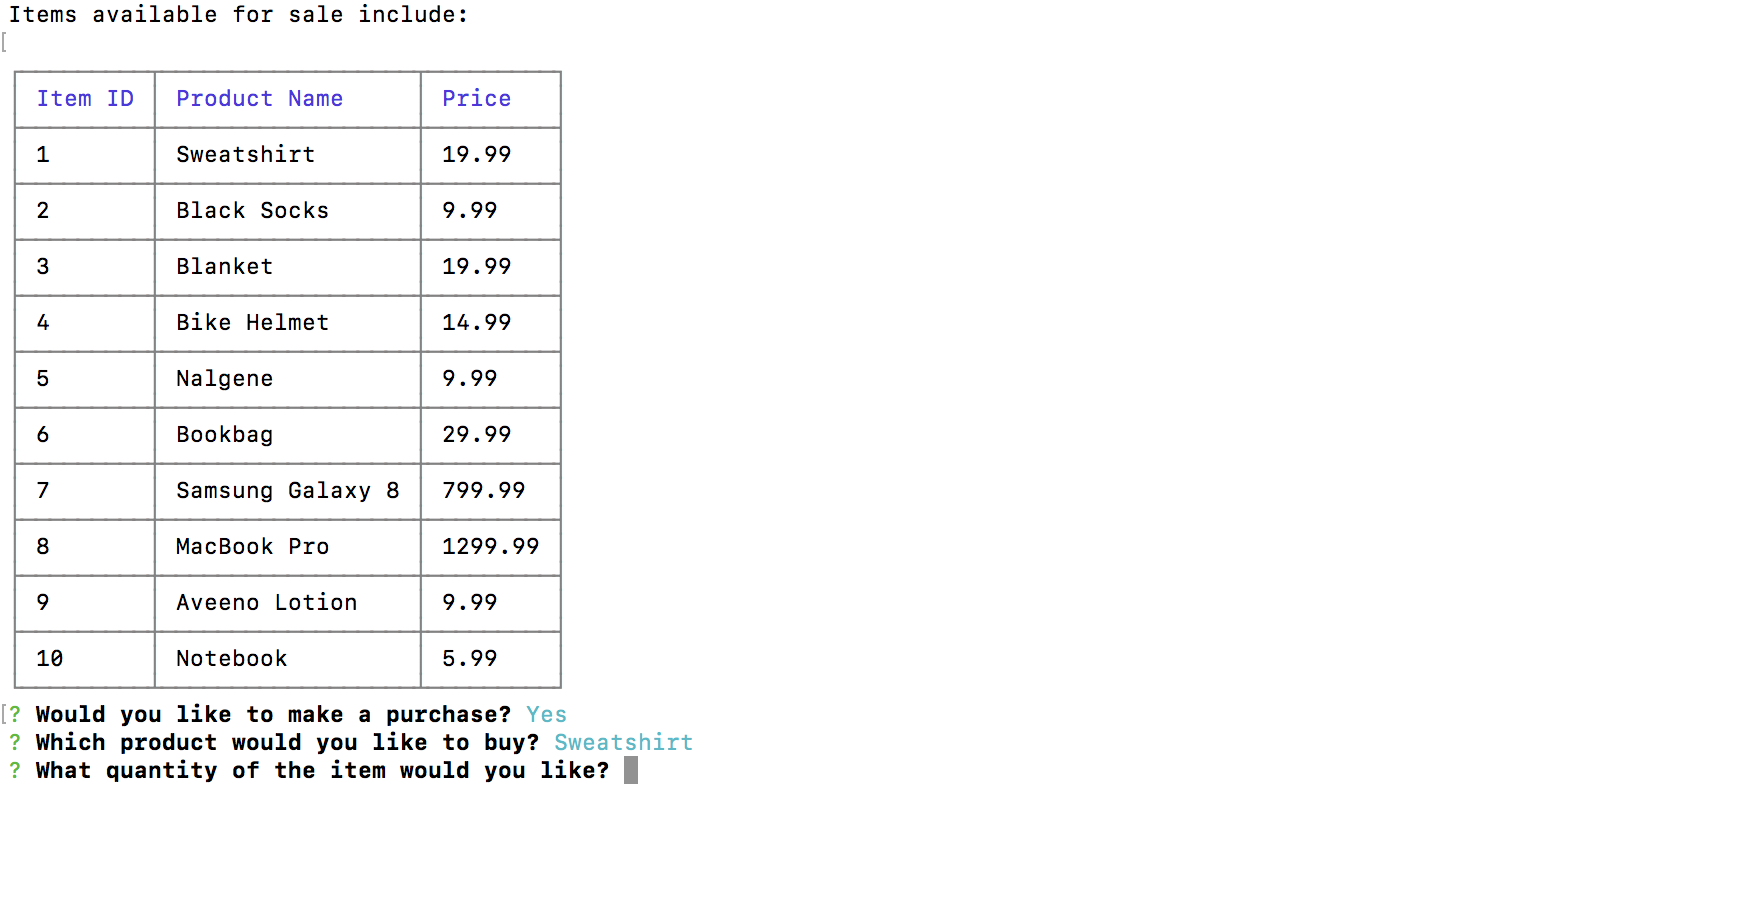 Items available for sale include:
[
Item ID Product Name Price
1 Sweatshirt 19.99
2 Black Socks 9.99
3 Blanket 19.99
4 Bike Helmet 14.99
5 Nalgene 9.99
6 Bookbag 29.99
7 Samsung Galaxy 8 799.99
8 MacBook Pro 1299.99
9 Aveeno Lotion 9.99
10 Notebook 5.99
[? Would you like to make a purchase? Yes
? Which product would you like to buy? Sweatshirt
? What quantity of the item would you like?